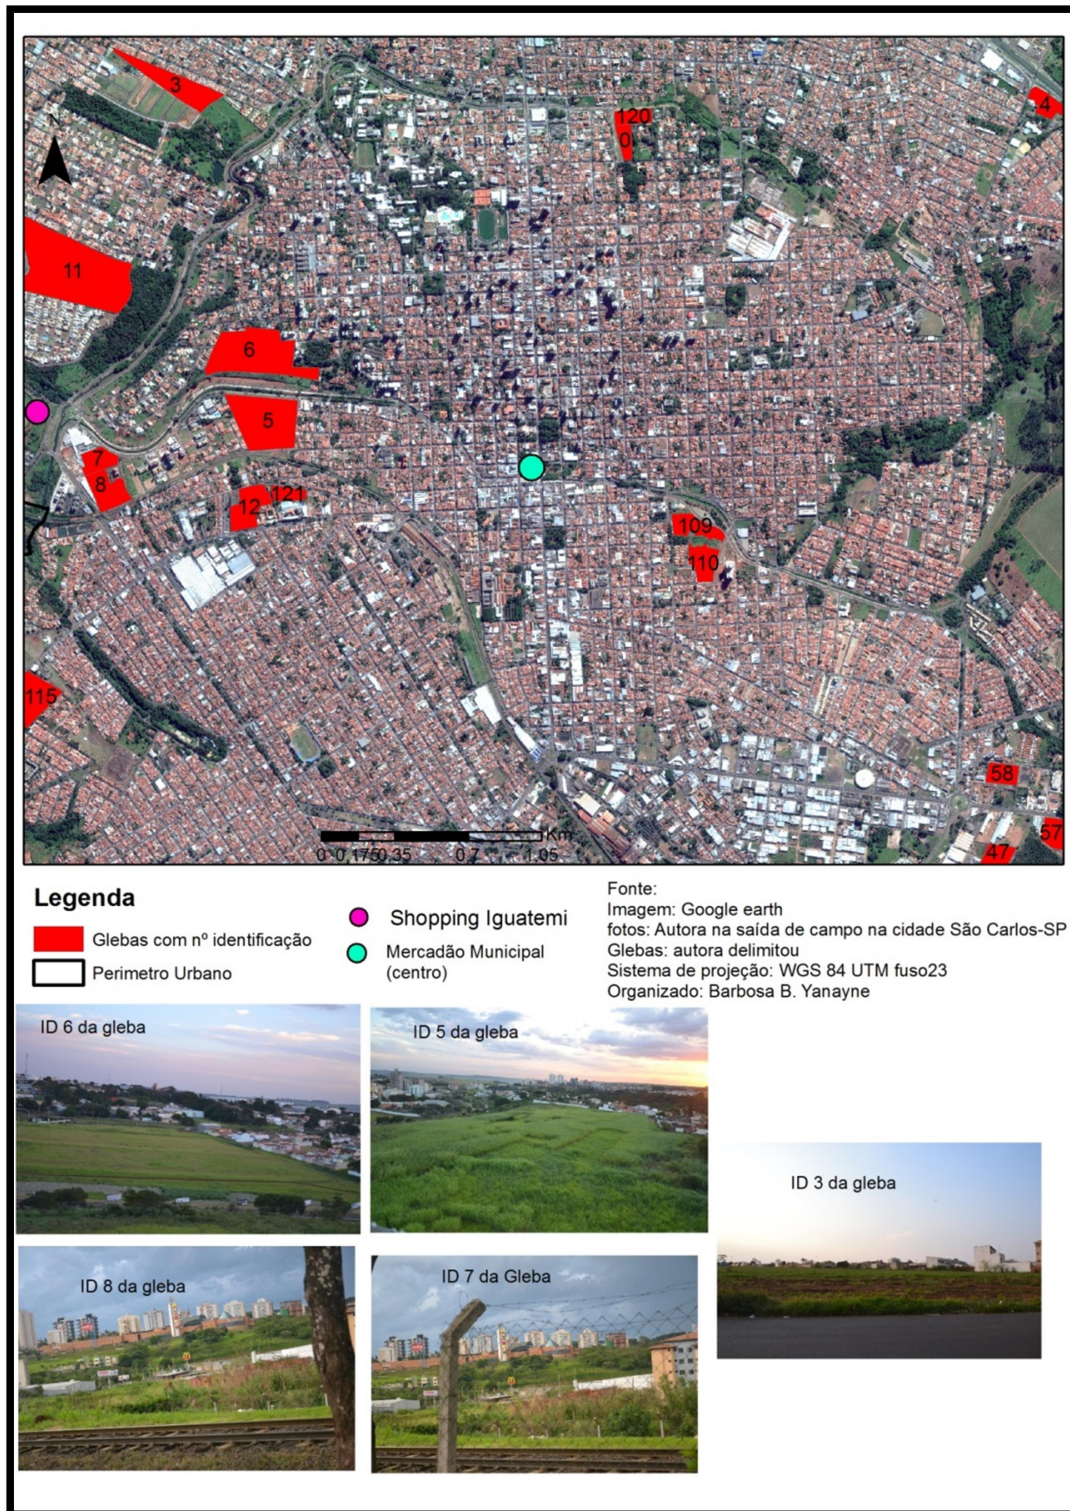 3
4
120
0
N
11
6
5
7
8
12
121
109
110
115
58
57
47
Km
0 0,175 0,35 0,7 1,05
Legenda
Glebas com nº identificação
Perimetro Urbano
Shopping Iguatemi
Mercadão Municipal
(centro)
Fonte:
Imagem: Google earth
fotos: Autora na saída de campo na cidade São Carlos-SP
Glebas: autora delimitou
Sistema de projeção: WGS 84 UTM fuso23
Organizado: Barbosa B. Yanayne
ID 6 da gleba
ID 5 da gleba
ID 3 da gleba
ID 8 da gleba
ID 7 da Gleba